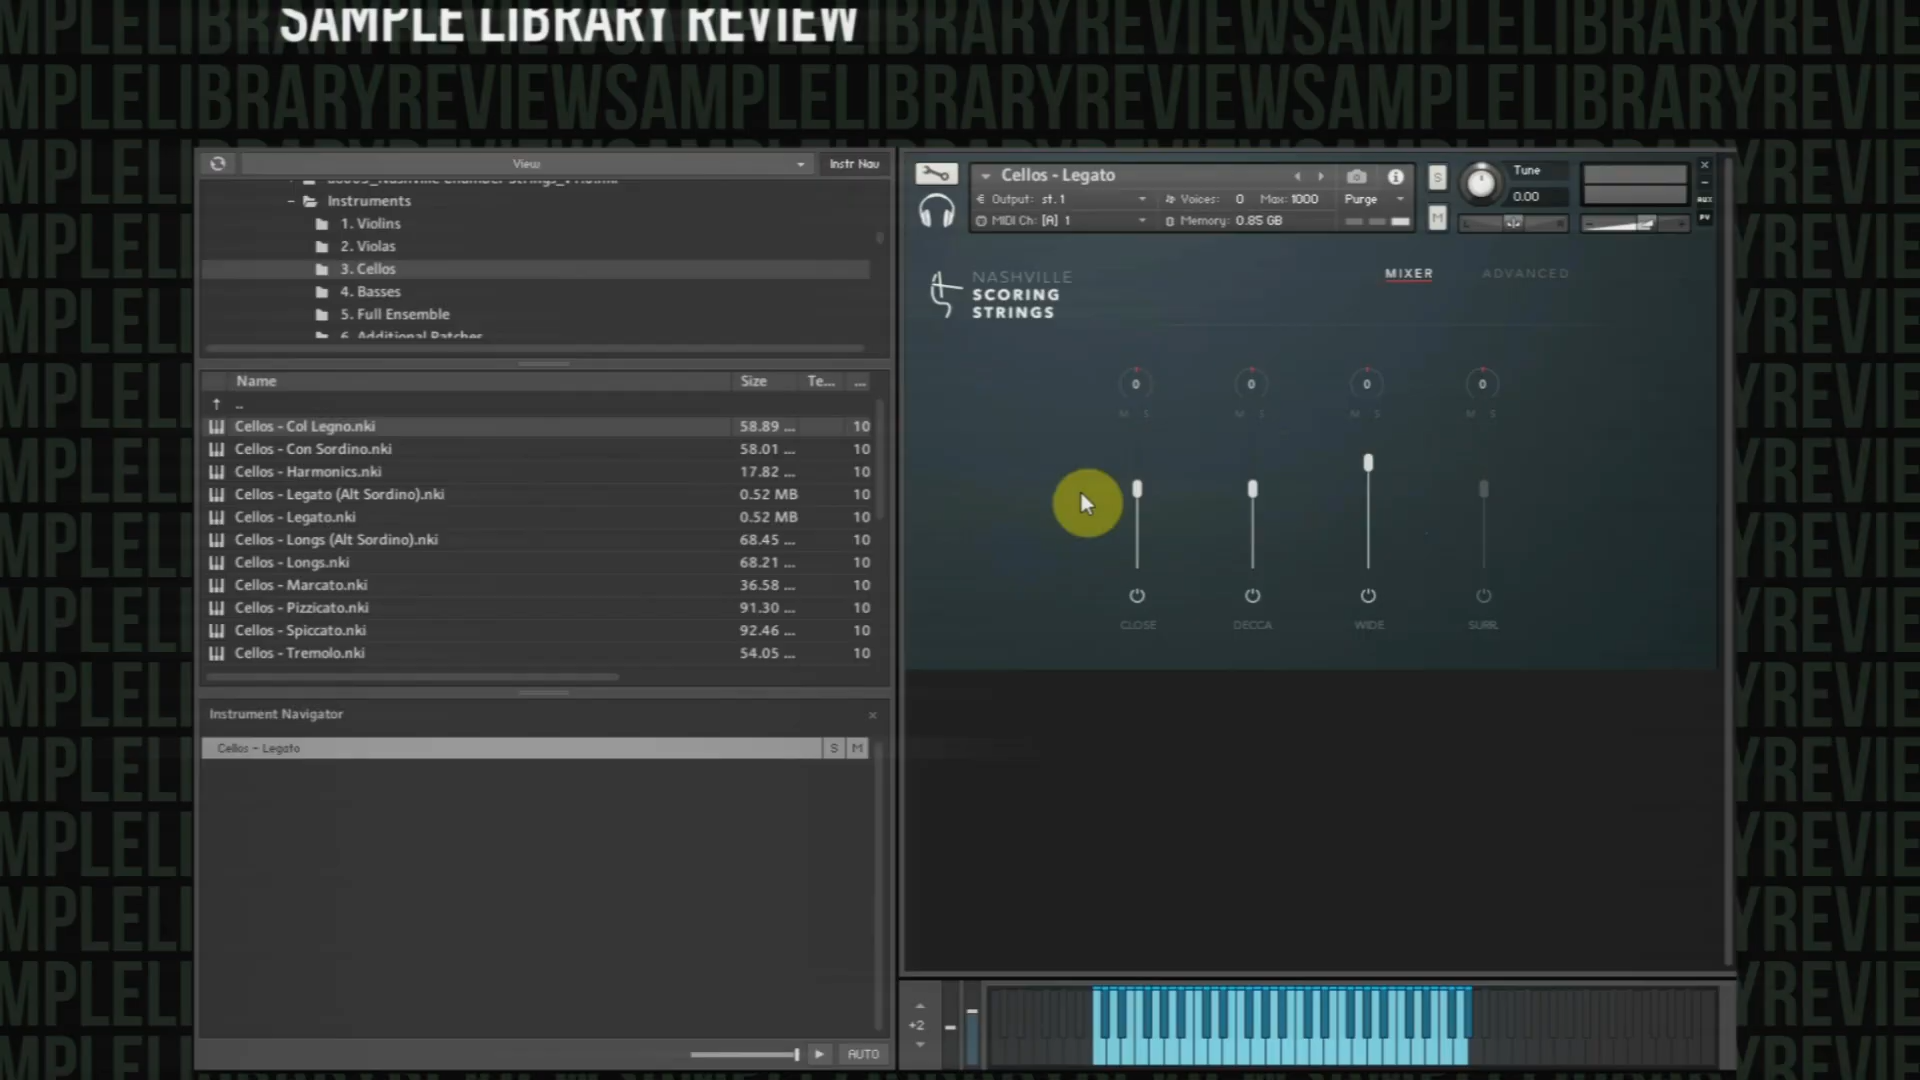 SAMPLE LIBRARY REVIEW
View
Instr Nav
Instruments
1. Violins
2. Violas
3. Cellos
4. Basses
5. Full Ensemble
6. Additional Patches
Name Size Te... ...
..
Cellos - Col Legno.nki 58.89 ... 10
Cellos - Con Sordino.nki 58.01 ... 10
Cellos - Harmonics.nki 17.82 ... 10
Cellos - Legato (Alt Sordino).nki 0.52 MB 10
Cellos - Legato.nki 0.52 MB 10
Cellos - Longs (Alt Sordino).nki 68.45 ... 10
Cellos - Longs.nki 68.21 ... 10
Cellos - Marcato.nki 36.58 ... 10
Cellos - Pizzicato.nki 91.30 ... 10
Cellos - Spiccato.nki 92.46 ... 10
Cellos - Tremolo.nki 54.05 ... 10
Instrument Navigator
Cellos - Legato S M
AUTO
Cellos - Legato
Output: st.1 Voices: 0 Max: 1000 Purge
MIDI Ch: [A] 1 Memory: 0.85 GB
S
M
Tune
0.00
AUX
PV
NASHVILLE
SCORING
STRINGS
MIXER ADVANCED
0 0 0 0
M S M S M S M S
CLOSE DECCA WIDE SURR.
+2